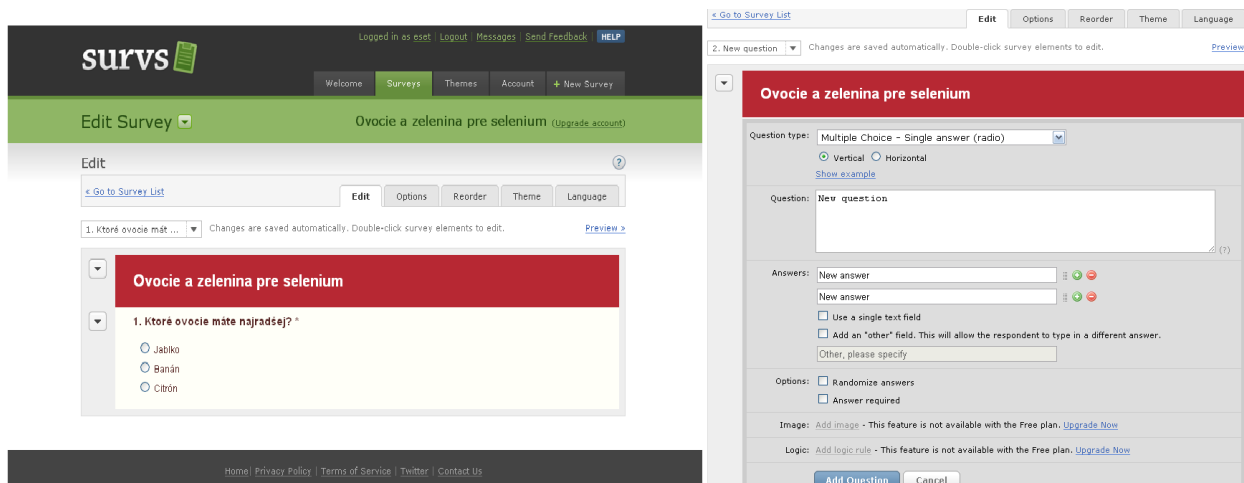 survs
Logged in as eset | Logout | Messages | Send Feedback | HELP
Welcome Surveys Themes Account + New Survey
Edit Survey
Ovocie a zelenina pre selenium (Upgrade account)
Edit ?
« Go to Survey List
Edit Options Reorder Theme Language
1. Ktoré ovocie mát ... Changes are saved automatically. Double-click survey elements to edit. Preview »
Ovocie a zelenina pre selenium
1. Ktoré ovocie máte najradšej? *
Jablko
Banán
Citrón
Home | Privacy Policy | Terms of Service | Twitter | Contact Us
« Go to Survey List
Edit Options Reorder Theme Language
2. New question Changes are saved automatically. Double-click survey elements to edit. Preview
Ovocie a zelenina pre selenium
Question type: Multiple Choice - Single answer (radio)
Vertical Horizontal
Show example
Question: New question
(?)
Answers: New answer
New answer
Use a single text field
Add an "other" field. This will allow the respondent to type in a different answer.
Other, please specify
Options: Randomize answers
Answer required
Image: Add image - This feature is not available with the Free plan. Upgrade Now
Logic: Add logic rule - This feature is not available with the Free plan. Upgrade Now
Add Question Cancel